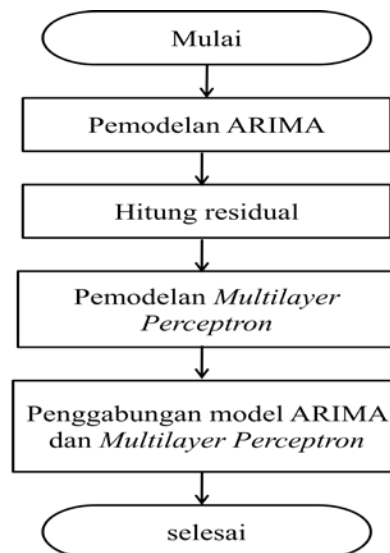 Mulai
Pemodelan ARIMA
Hitung residual
Pemodelan Multilayer
Perceptron
Penggabungan model ARIMA
dan Multilayer Perceptron
selesai